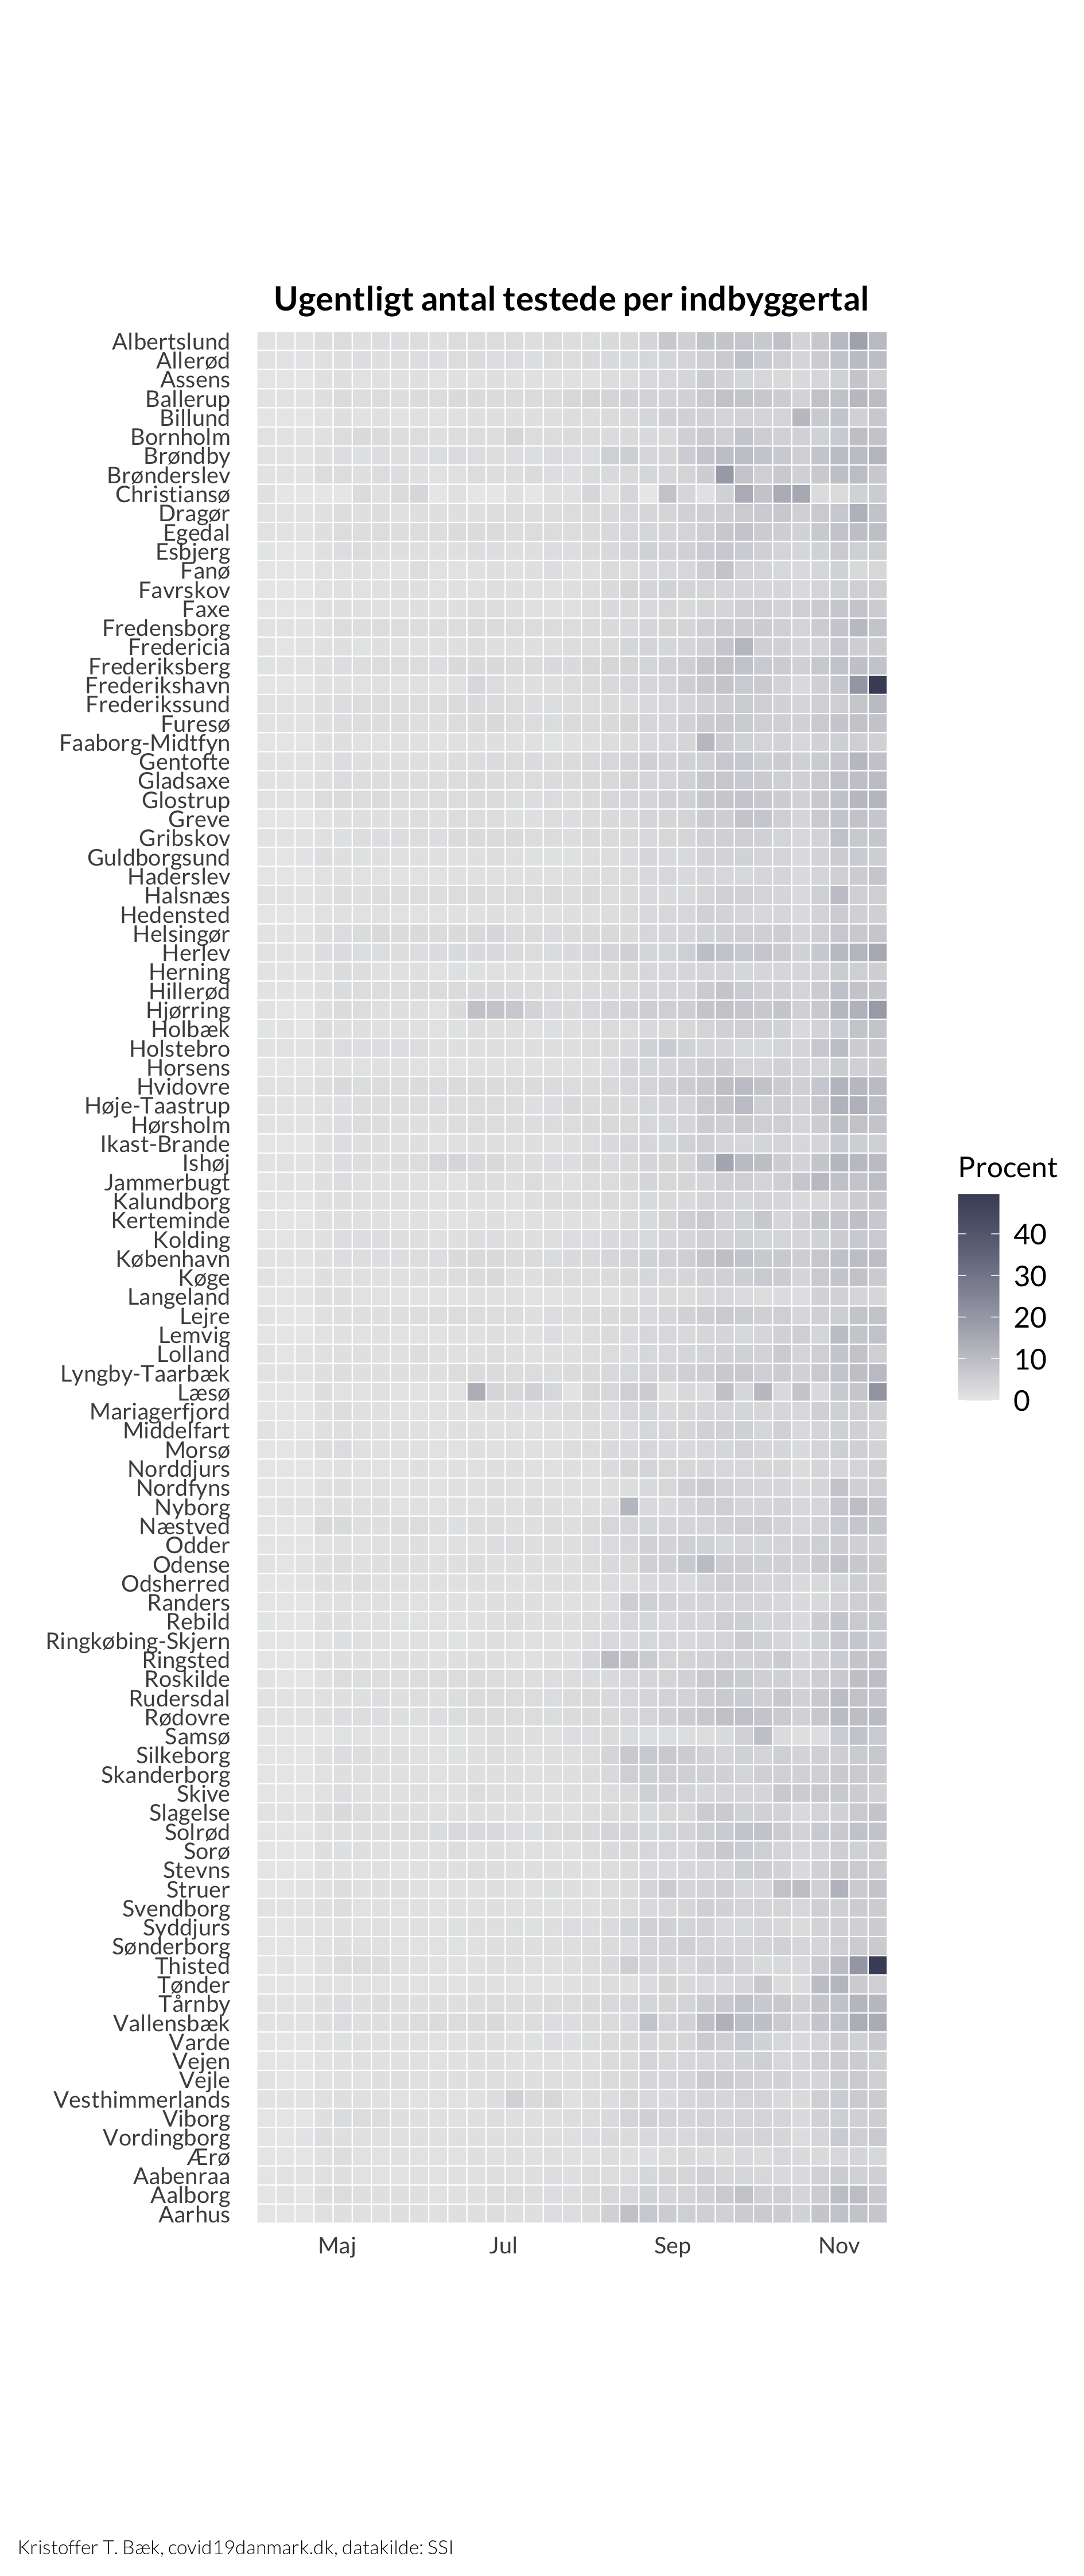 Ugentligt antal testede per indbyggertal
Albertslund
Allerød
Assens
Ballerup
Billund
Bornholm
Brøndby
Brønderslev
Christiansø
Dragør
Egedal
Esbjerg
Fanø
Favrskov
Faxe
Fredensborg
Fredericia
Frederiksberg
Frederikshavn
Frederikssund
Furesø
Faaborg-Midtfyn
Gentofte
Gladsaxe
Glostrup
Greve
Gribskov
Guldborgsund
Haderslev
Halsnæs
Hedensted
Helsingør
Herlev
Herning
Hillerød
Hjørring
Holbæk
Holstebro
Horsens
Hvidovre
Høje-Taastrup
Hørsholm
Ikast-Brande
Ishøj
Jammerbugt
Kalundborg
Kerteminde
Kolding
København
Køge
Langeland
Lejre
Lemvig
Lolland
Lyngby-Taarbæk
Læsø
Mariagerfjord
Middelfart
Morsø
Norddjurs
Nordfyns
Nyborg
Næstved
Odder
Odense
Odsherred
Randers
Rebild
Ringkøbing-Skjern
Ringsted
Roskilde
Rudersdal
Rødovre
Samsø
Silkeborg
Skanderborg
Skive
Slagelse
Solrød
Sorø
Stevns
Struer
Svendborg
Syddjurs
Sønderborg
Thisted
Tønder
Tårnby
Vallensbæk
Varde
Vejen
Vejle
Vesthimmerlands
Viborg
Vordingborg
Ærø
Aabenraa
Aalborg
Aarhus
Maj Jul Sep Nov
Procent
40
30
20
10
0
Kristoffer T. Bæk, covid19danmark.dk, datakilde: SSI